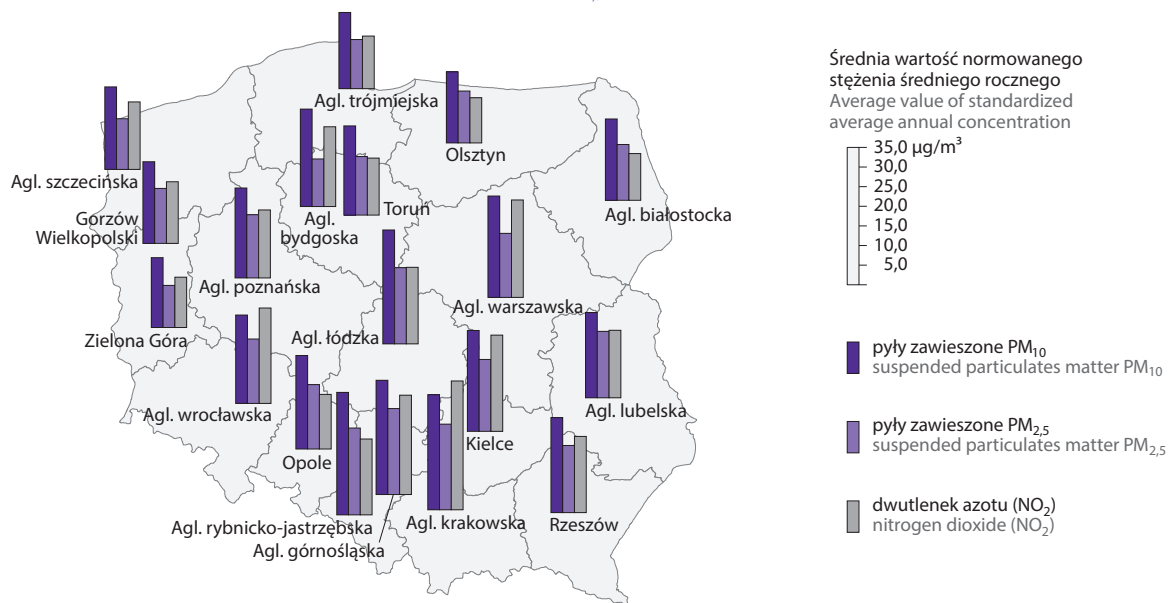 Agl. trójmiejska
Olsztyn
Agl. szczecińska
Agl. białostocka
Toruń
Agl.
bydgoska
Gorzów
Wielkopolski
Agl. poznańska
Agl. warszawska
Zielona Góra
Agl. łódzka
Agl. wrocławska
Agl. lubelska
Kielce
Opole
Agl. rybnicko-jastrzębska
Agl. górnośląska
Agl. krakowska
Rzeszów
Średnia wartość normowanego
stężenia średniego rocznego
Average value of standardized
average annual concentration
35,0 µg/m³
30,0
25,0
20,0
15,0
10,0
5,0
pyły zawieszone PM₁₀
suspended particulates matter PM₁₀
pyły zawieszone PM₂,₅
suspended particulates matter PM₂,₅
dwutlenek azotu (NO₂)
nitrogen dioxide (NO₂)